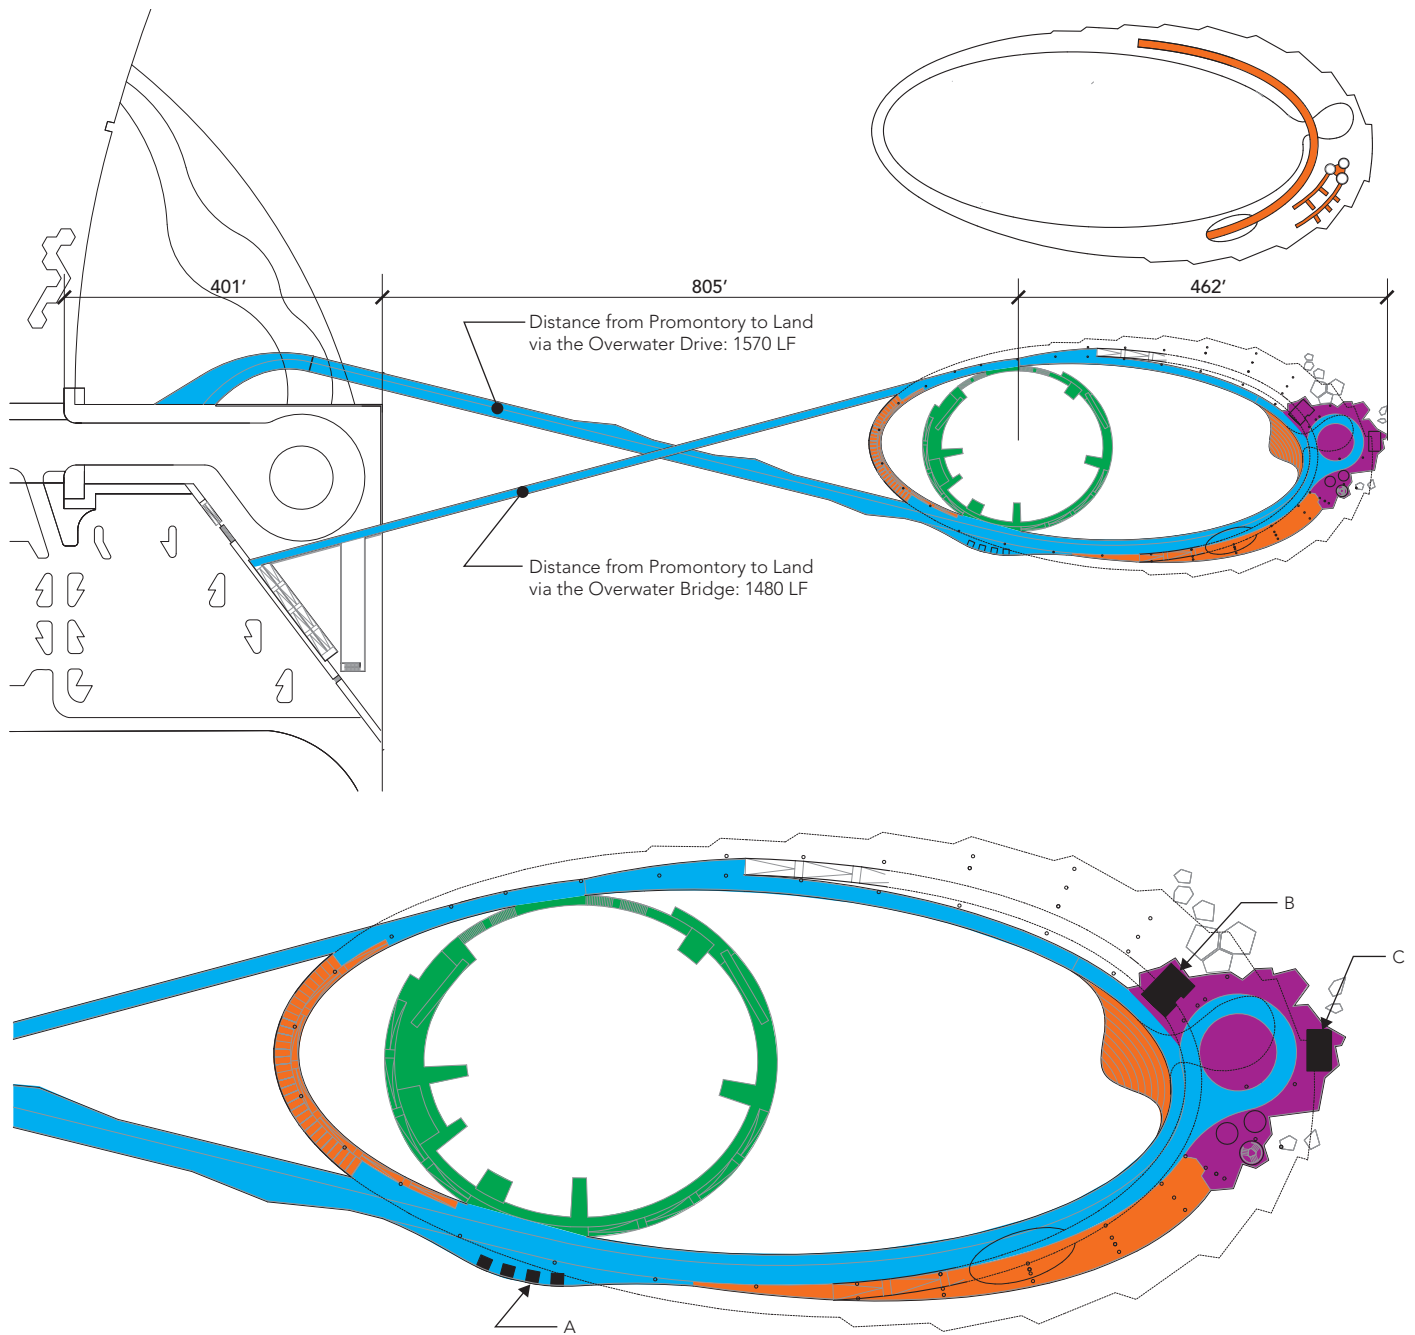 401’
805’
462’
Distance from Promontory to Land
via the Overwater Drive: 1570 LF
Distance from Promontory to Land
via the Overwater Bridge: 1480 LF
B
C
A